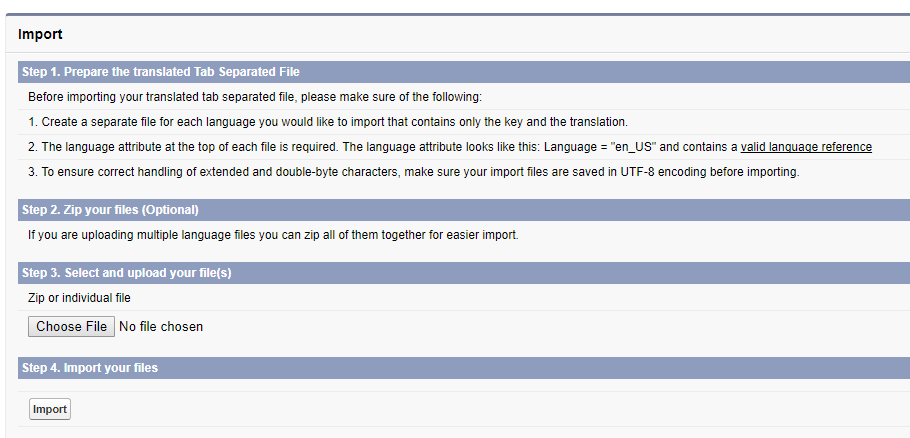 Import
Step 1. Prepare the translated Tab Separated File
Before importing your translated tab separated file, please make sure of the following:
1. Create a separate file for each language you would like to import that contains only the key and the translation.
2. The language attribute at the top of each file is required. The language attribute looks like this: Language = "en_US" and contains a valid language reference
3. To ensure correct handling of extended and double-byte characters, make sure your import files are saved in UTF-8 encoding before importing.
Step 2. Zip your files (Optional)
If you are uploading multiple language files you can zip all of them together for easier import.
Step 3. Select and upload your file(s)
Zip or individual file
Choose File No file chosen
Step 4. Import your files
Import